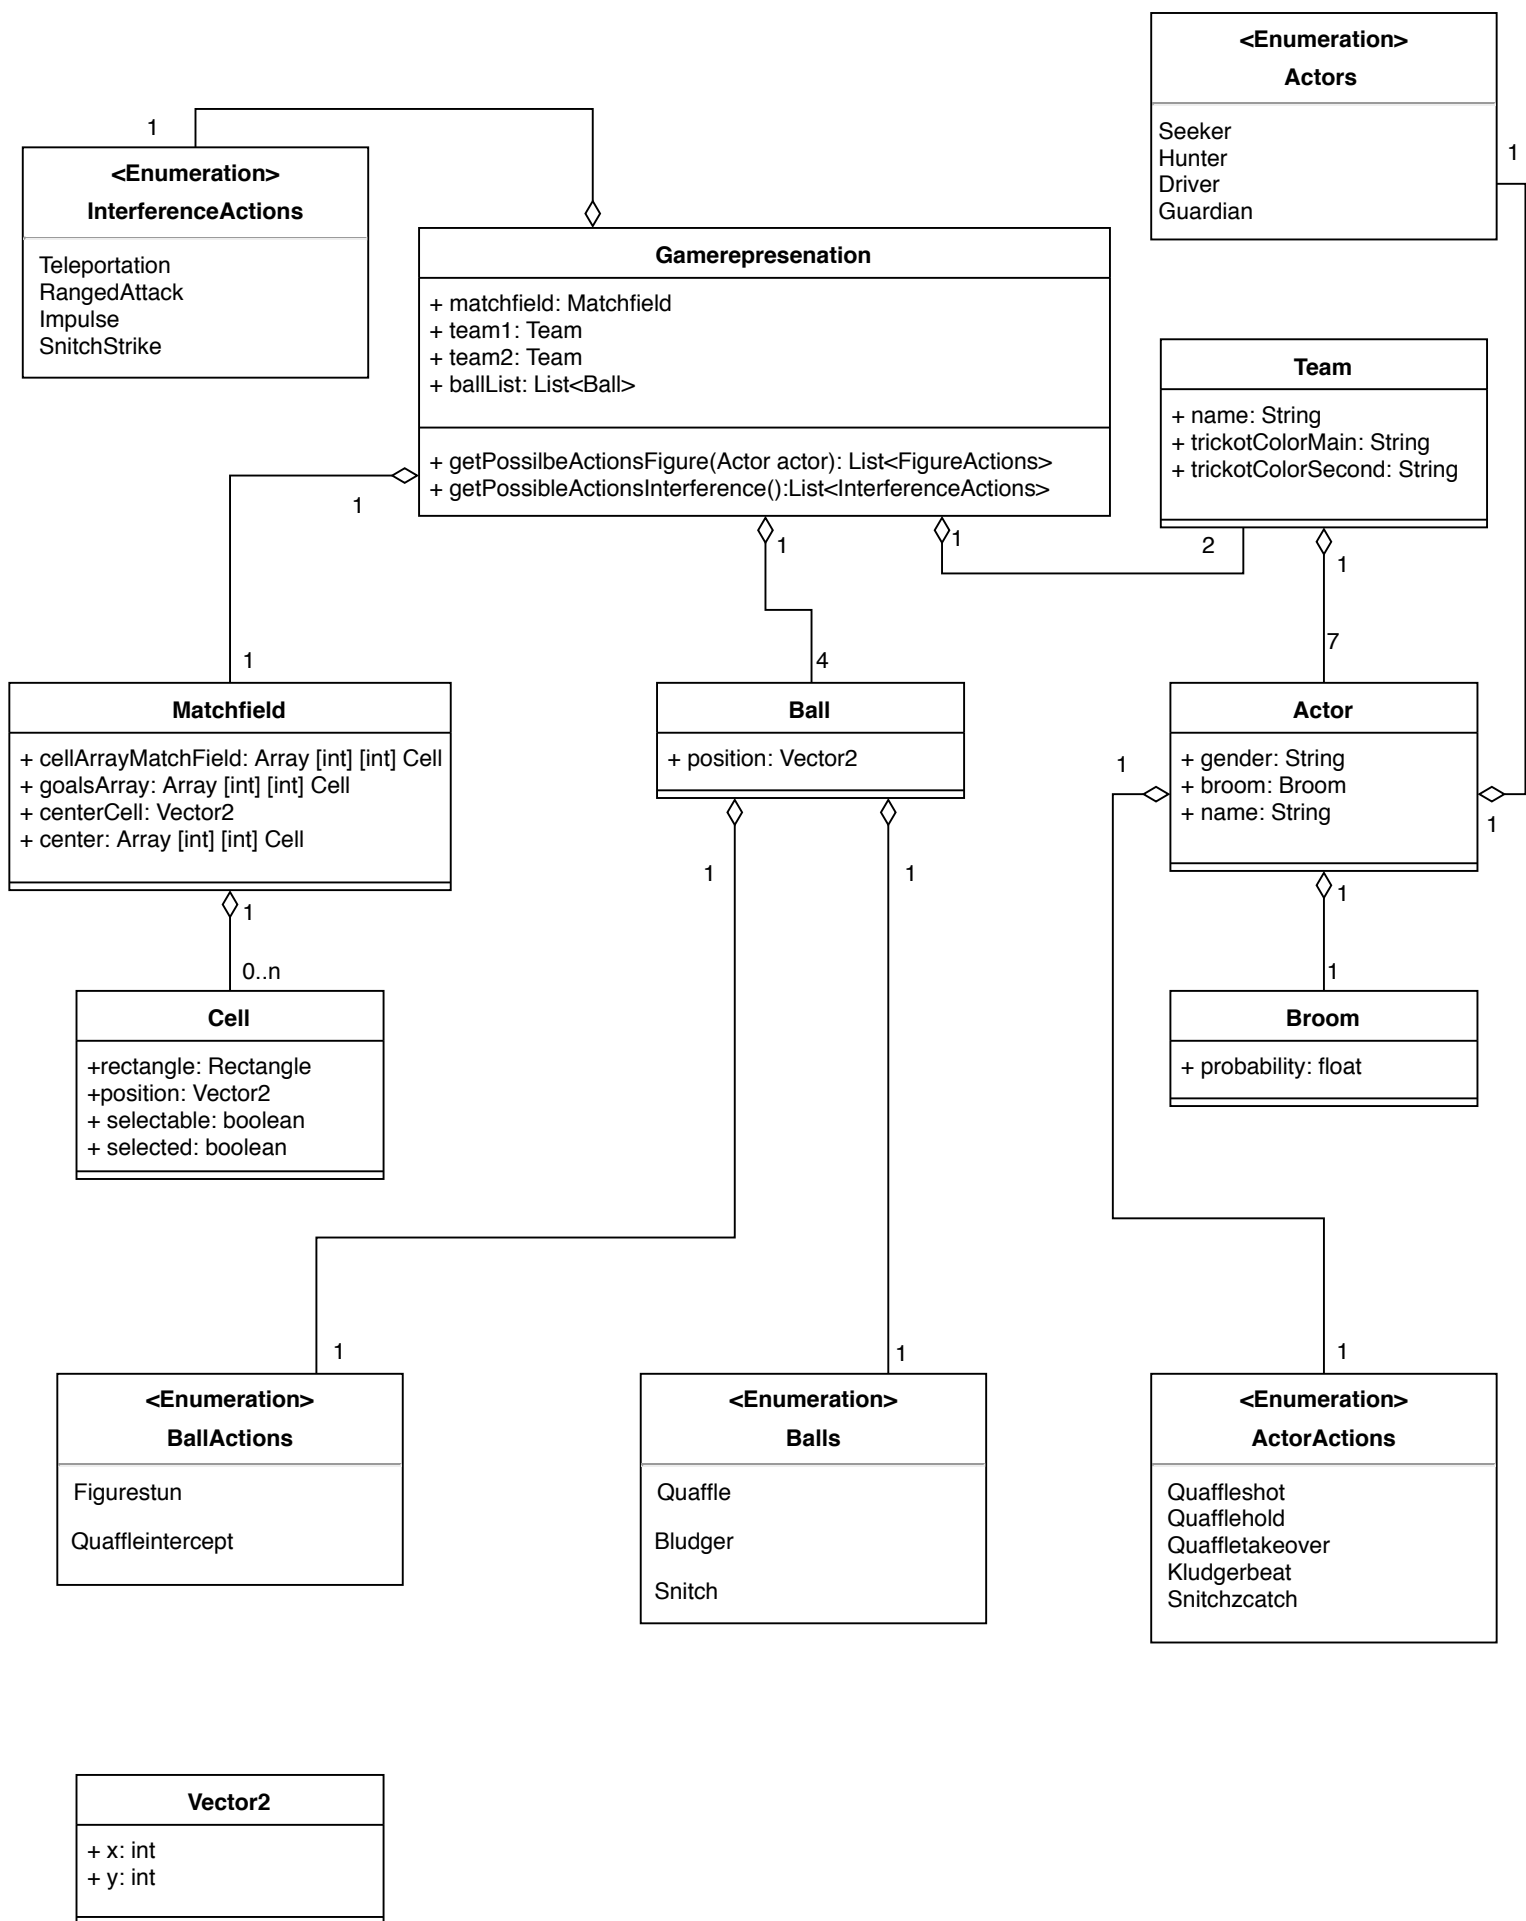 <Enumeration>
Actors
Seeker
Hunter
Driver
Guardian
1
1
<Enumeration>
InterferenceActions
Teleportation
RangedAttack
Impulse
SnitchStrike
Gamerepresenation
+ matchfield: Matchfield
+ team1: Team
+ team2: Team
+ ballList: List<Ball>
+ getPossilbeActionsFigure(Actor actor): List<FigureActions>
+ getPossibleActionsInterference():List<InterferenceActions>
Team
+ name: String
+ trickotColorMain: String
+ trickotColorSecond: String
1
1
1
2
1
1
4
7
Matchfield
+ cellArrayMatchField: Array [int] [int] Cell
+ goalsArray: Array [int] [int] Cell
+ centerCell: Vector2
+ center: Array [int] [int] Cell
Ball
+ position: Vector2
Actor
+ gender: String
+ broom: Broom
+ name: String
1
1
1
1
1
1
0..n
1
Cell
+rectangle: Rectangle
+position: Vector2
+ selectable: boolean
+ selected: boolean
Broom
+ probability: float
1
1
1
<Enumeration>
BallActions
Figurestun
Quaffleintercept
<Enumeration>
Balls
Quaffle
Bludger
Snitch
<Enumeration>
ActorActions
Quaffleshot
Quafflehold
Quaffletakeover
Kludgerbeat
Snitchzcatch
Vector2
+ x: int
+ y: int